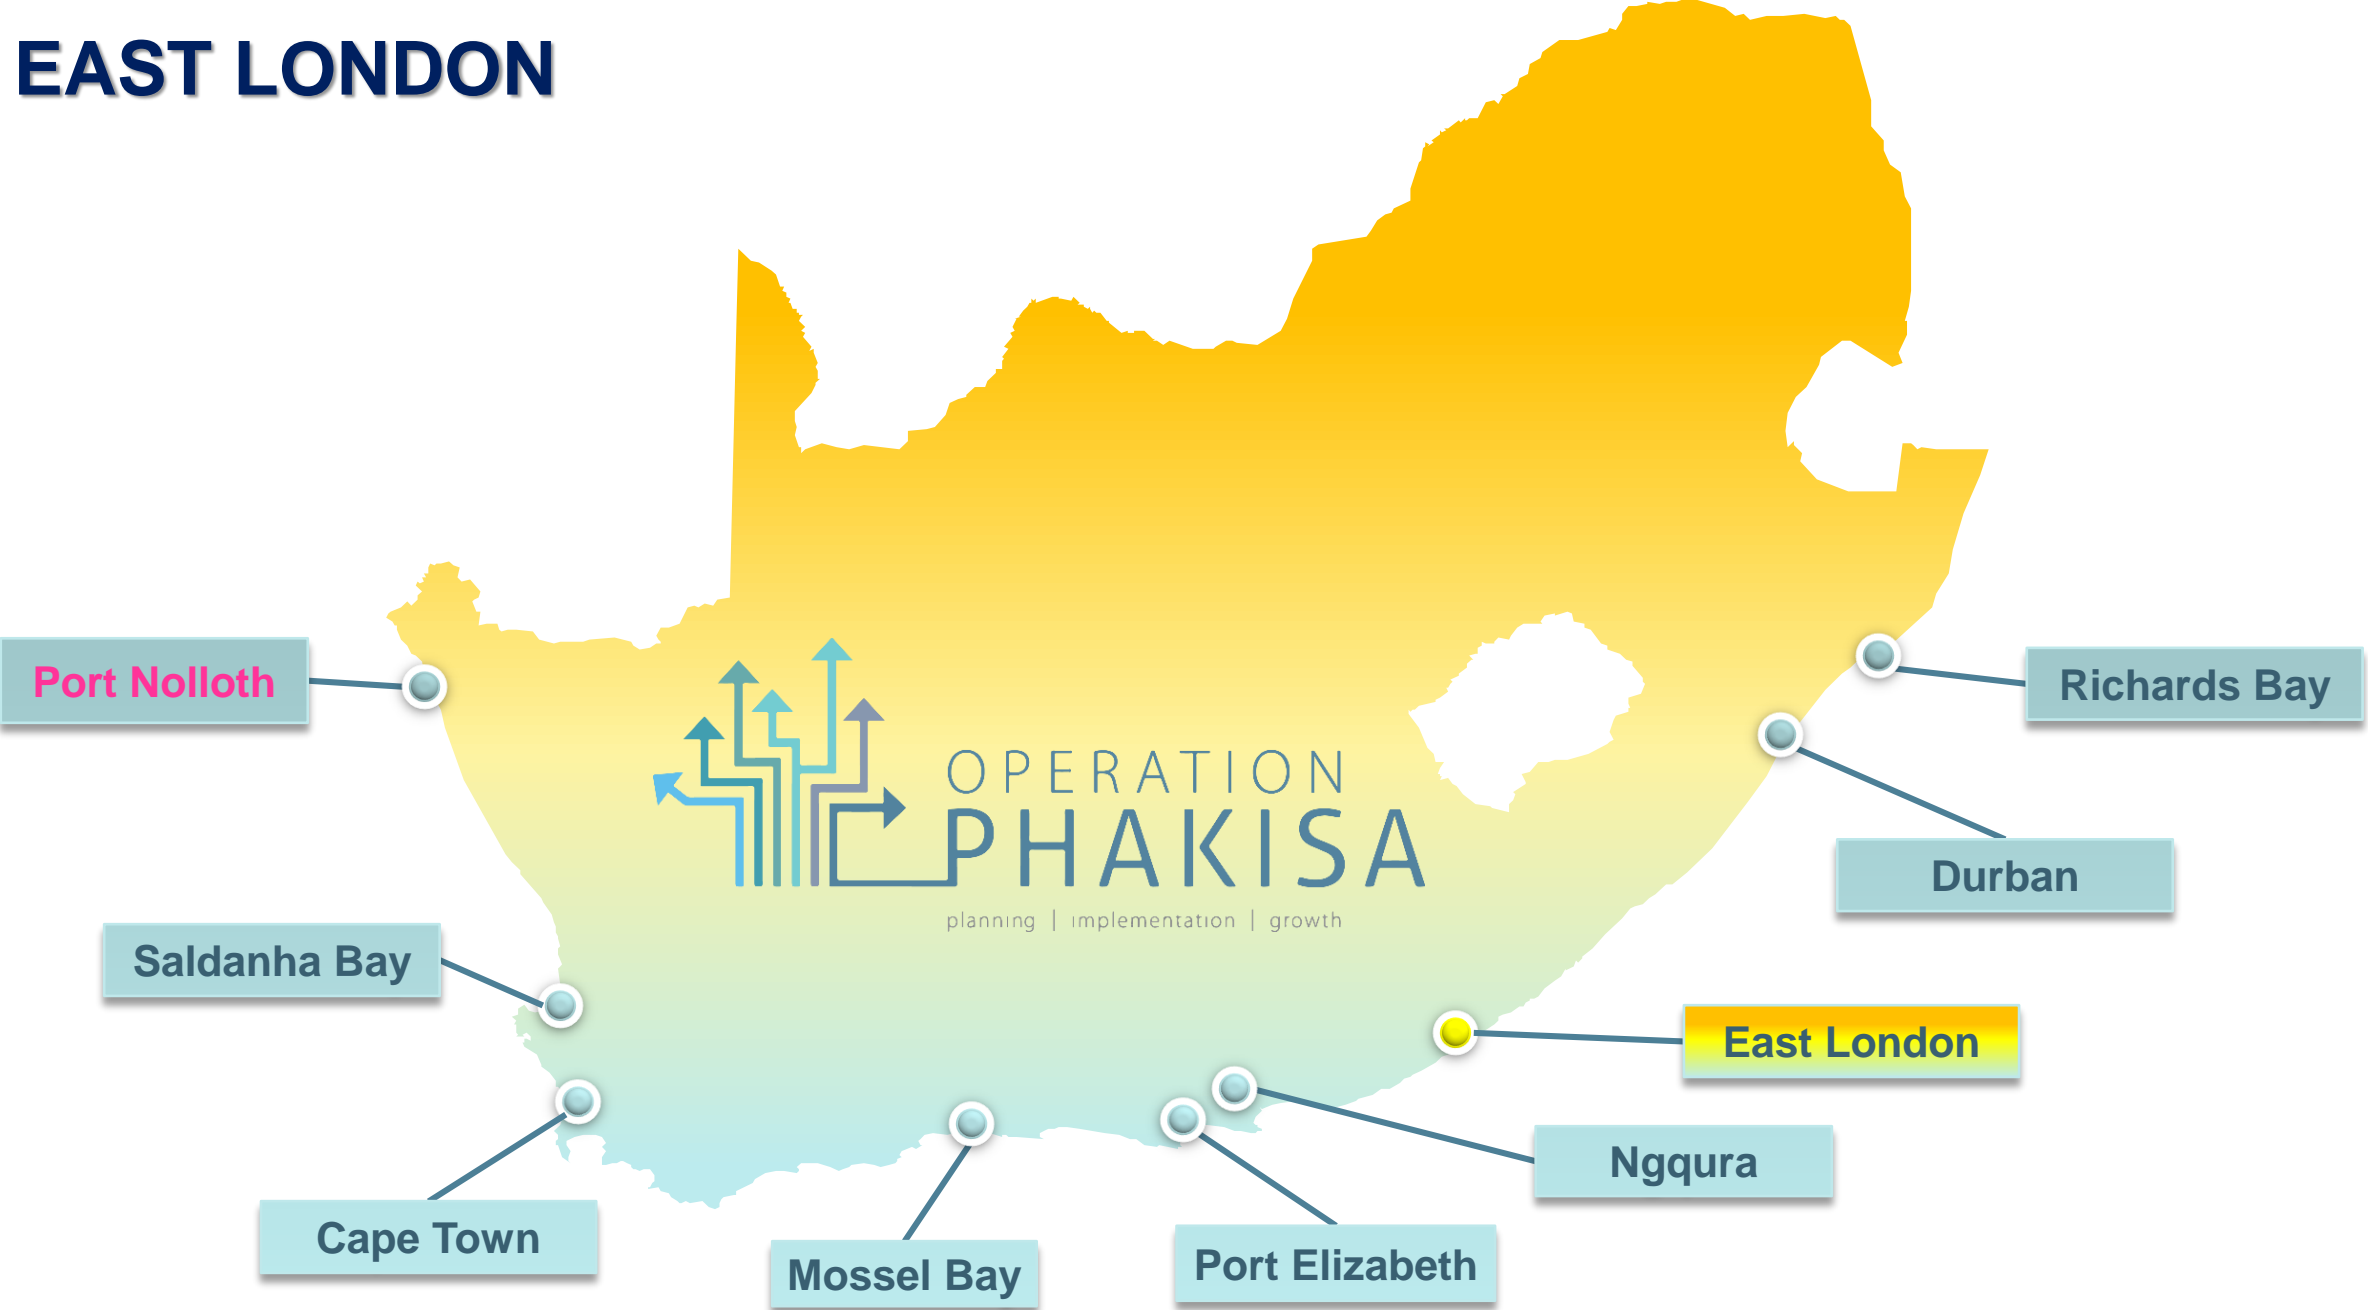 EAST LONDON
Port Nolloth
Richards Bay
OPERATION
PHAKISA
planning | implementation | growth
Durban
Saldanha Bay
East London
Ngqura
Cape Town
Port Elizabeth
Mossel Bay